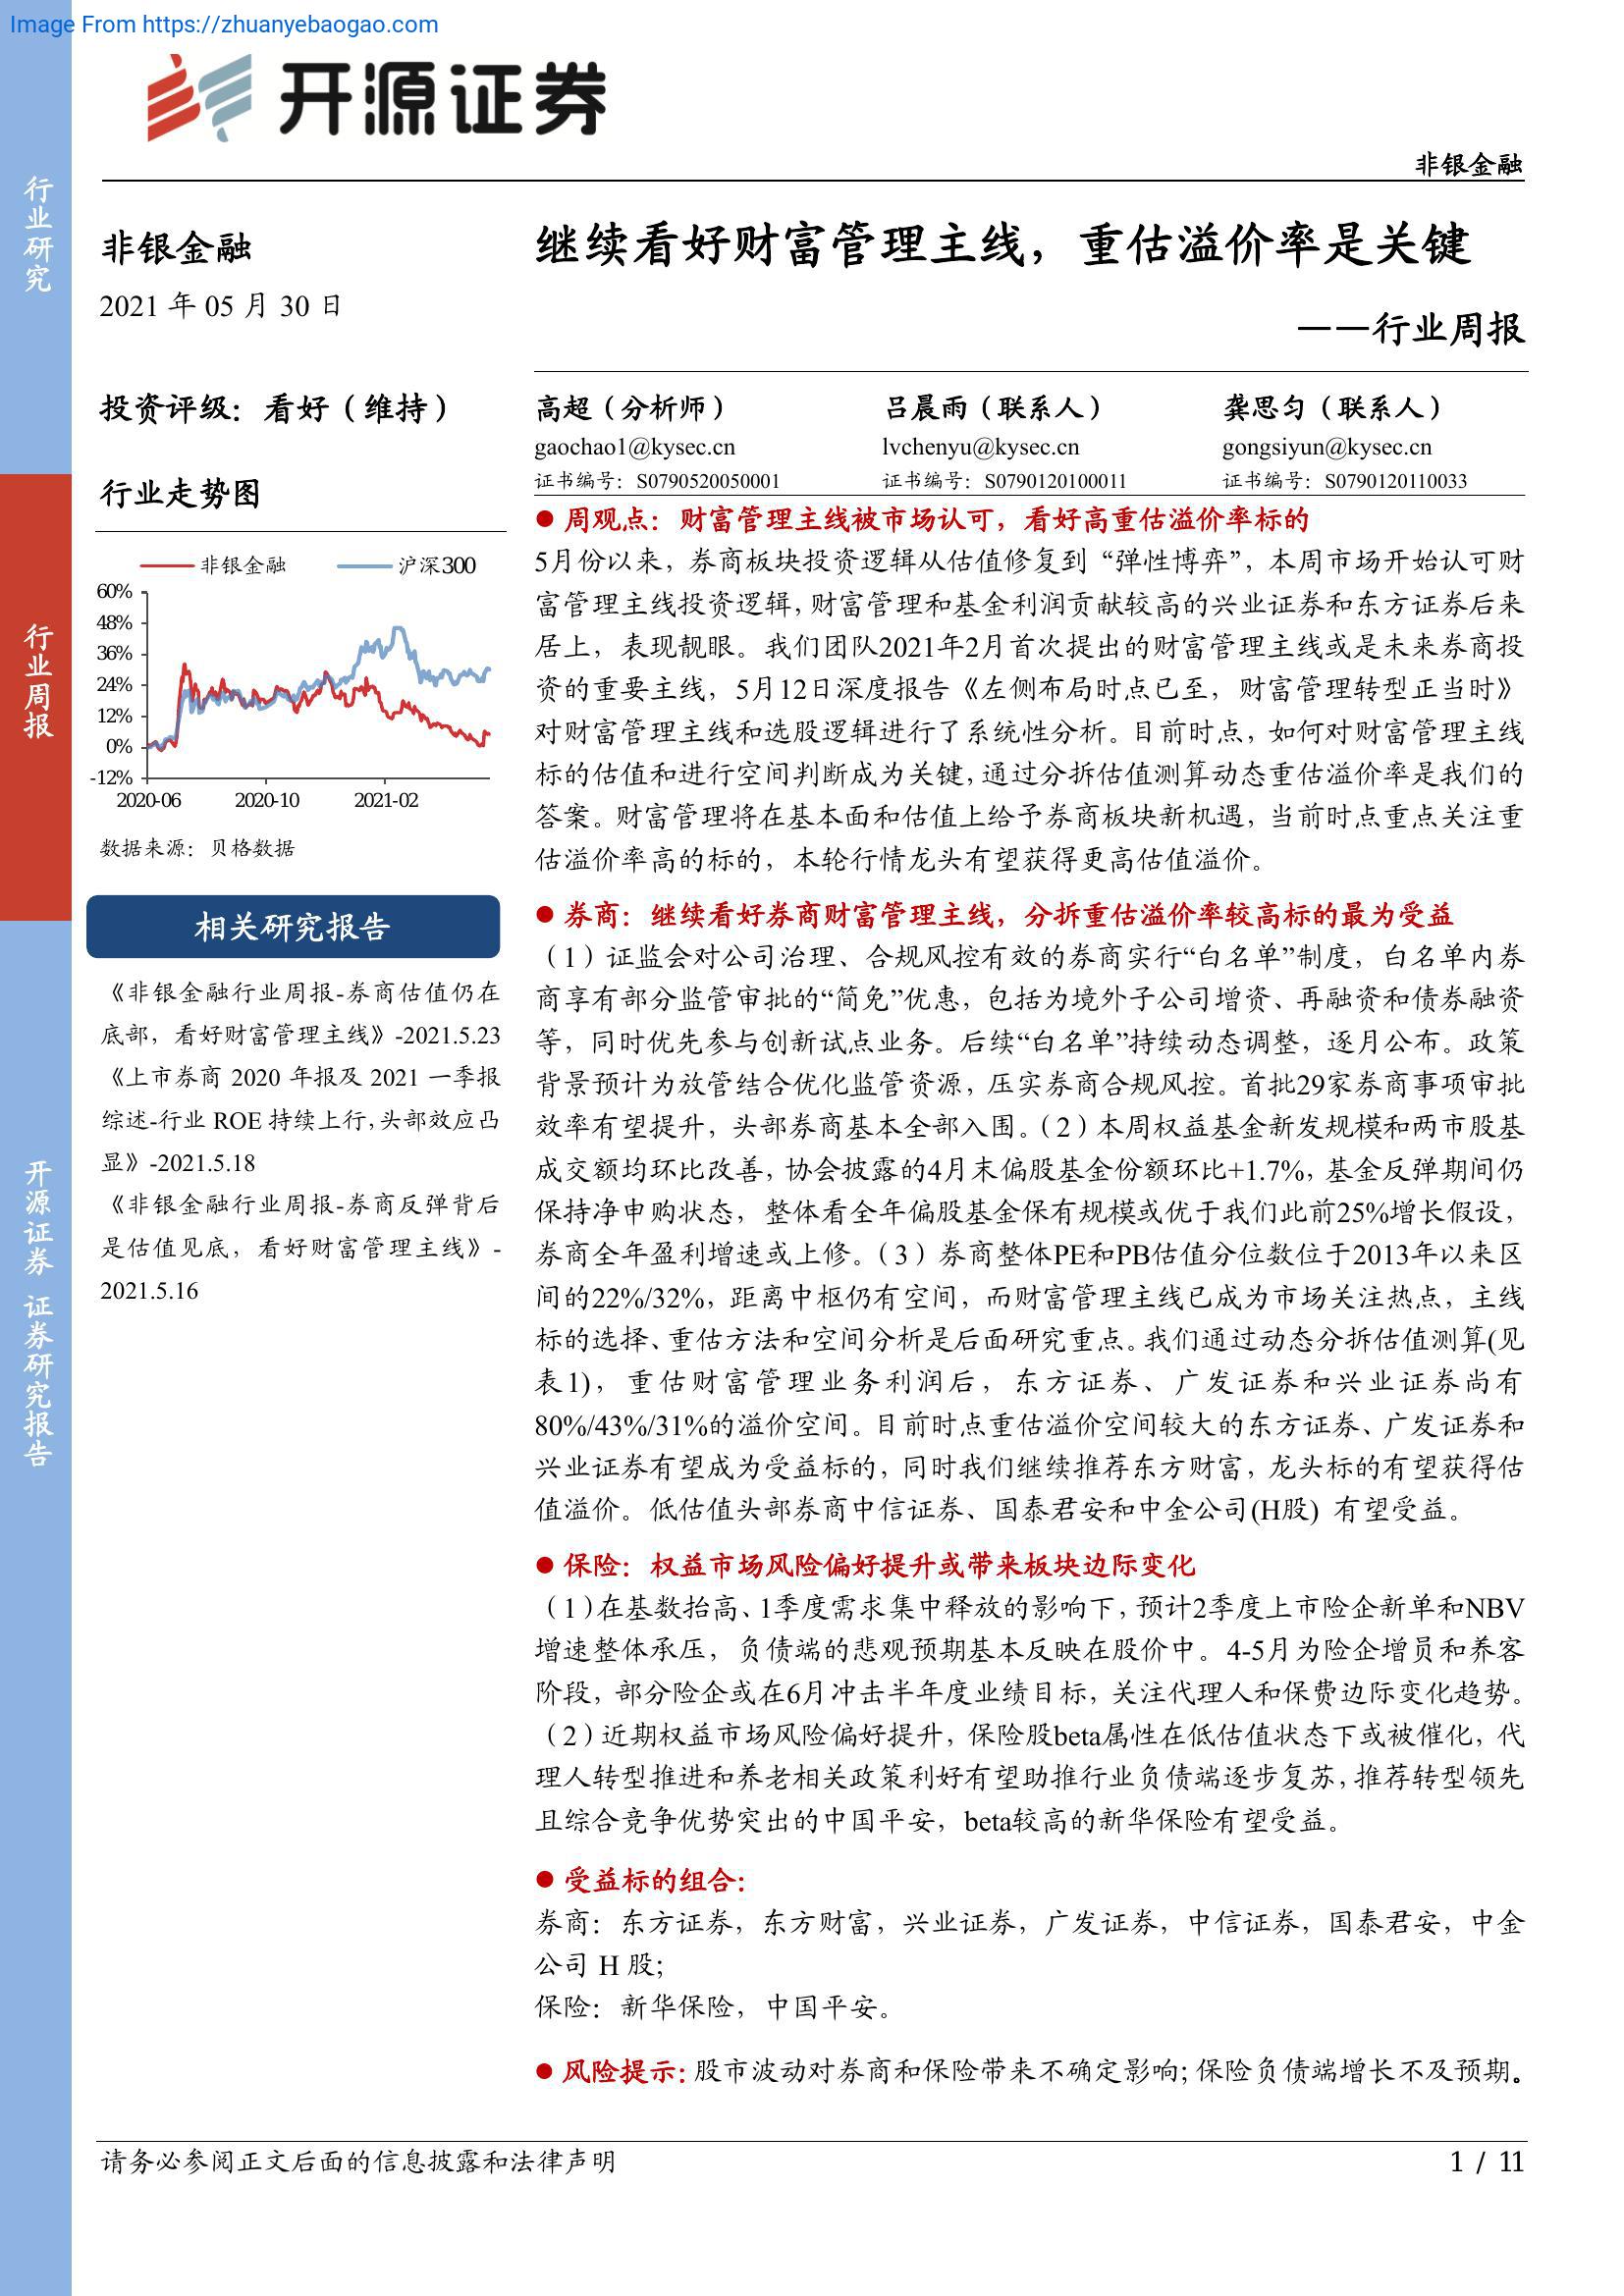 Image From https://zhuanyebaogao.com
开源证券
非银金融
行业研究
行业周报
开源证券 证券研究报告
非银金融
2021 年 05 月 30 日
投资评级：看好（维持）
行业走势图
非银金融 沪深300
60%
48%
36%
24%
12%
0%
-12%
2020-06 2020-10 2021-02
数据来源：贝格数据
相关研究报告
《非银金融行业周报-券商估值仍在
底部，看好财富管理主线》-2021.5.23
《上市券商 2020 年报及 2021 一季报
综述-行业 ROE 持续上行，头部效应凸
显》-2021.5.18
《非银金融行业周报-券商反弹背后
是估值见底，看好财富管理主线》-
2021.5.16
继续看好财富管理主线，重估溢价率是关键
——行业周报
高超（分析师） 吕晨雨（联系人） 龚思匀（联系人）
gaochao1@kysec.cn lvchenyu@kysec.cn gongsiyun@kysec.cn
证书编号：S0790520050001 证书编号：S0790120100011 证书编号：S0790120110033
● 周观点：财富管理主线被市场认可，看好高重估溢价率标的
5月份以来，券商板块投资逻辑从估值修复到“弹性博弈”，本周市场开始认可财
富管理主线投资逻辑，财富管理和基金利润贡献较高的兴业证券和东方证券后来
居上，表现靓眼。我们团队2021年2月首次提出的财富管理主线或是未来券商投
资的重要主线，5月12日深度报告《左侧布局时点已至，财富管理转型正当时》
对财富管理主线和选股逻辑进行了系统性分析。目前时点，如何对财富管理主线
标的估值和进行空间判断成为关键，通过分拆估值测算动态重估溢价率是我们的
答案。财富管理将在基本面和估值上给予券商板块新机遇，当前时点重点关注重
估溢价率高的标的，本轮行情龙头有望获得更高估值溢价。
● 券商：继续看好券商财富管理主线，分拆重估溢价率较高标的最为受益
（1）证监会对公司治理、合规风控有效的券商实行“白名单”制度，白名单内券
商享有部分监管审批的“简免”优惠，包括为境外子公司增资、再融资和债券融资
等，同时优先参与创新试点业务。后续“白名单”持续动态调整，逐月公布。政策
背景预计为放管结合优化监管资源，压实券商合规风控。首批29家券商事项审批
效率有望提升，头部券商基本全部入围。（2）本周权益基金新发规模和两市股基
成交额均环比改善，协会披露的4月末偏股基金份额环比+1.7%，基金反弹期间仍
保持净申购状态，整体看全年偏股基金保有规模或优于我们此前25%增长假设，
券商全年盈利增速或上修。（3）券商整体PE和PB估值分位数位于2013年以来区
间的22%/32%，距离中枢仍有空间，而财富管理主线已成为市场关注热点，主线
标的选择、重估方法和空间分析是后面研究重点。我们通过动态分拆估值测算(见
表1)，重估财富管理业务利润后，东方证券、广发证券和兴业证券尚有
80%/43%/31%的溢价空间。目前时点重估溢价空间较大的东方证券、广发证券和
兴业证券有望成为受益标的，同时我们继续推荐东方财富，龙头标的有望获得估
值溢价。低估值头部券商中信证券、国泰君安和中金公司(H股) 有望受益。
● 保险：权益市场风险偏好提升或带来板块边际变化
（1）在基数抬高、1季度需求集中释放的影响下，预计2季度上市险企新单和NBV
增速整体承压，负债端的悲观预期基本反映在股价中。4-5月为险企增员和养客
阶段，部分险企或在6月冲击半年度业绩目标，关注代理人和保费边际变化趋势。
（2）近期权益市场风险偏好提升，保险股beta属性在低估值状态下或被催化，代
理人转型推进和养老相关政策利好有望助推行业负债端逐步复苏，推荐转型领先
且综合竞争优势突出的中国平安，beta较高的新华保险有望受益。
● 受益标的组合：
券商：东方证券，东方财富，兴业证券，广发证券，中信证券，国泰君安，中金
公司 H 股；
保险：新华保险，中国平安。
● 风险提示：股市波动对券商和保险带来不确定影响；保险负债端增长不及预期。
请务必参阅正文后面的信息披露和法律声明
1 / 11